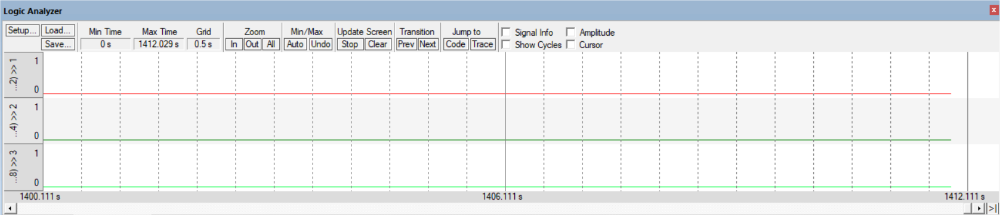 Logic Analyzer
Setup... Load... Min Time Max Time Grid Zoom Min/Max Update Screen Transition Jump to Signal Info Amplitude
Save... 0 s 1412.029 s 0.5 s In Out All Auto Undo Stop Clear Prev Next Code Trace Show Cycles Cursor
...2) >> 1
1
0
...4) >> 2
1
0
...8) >> 3
1
0
1400.111 s 1406.111 s 1412.111 s